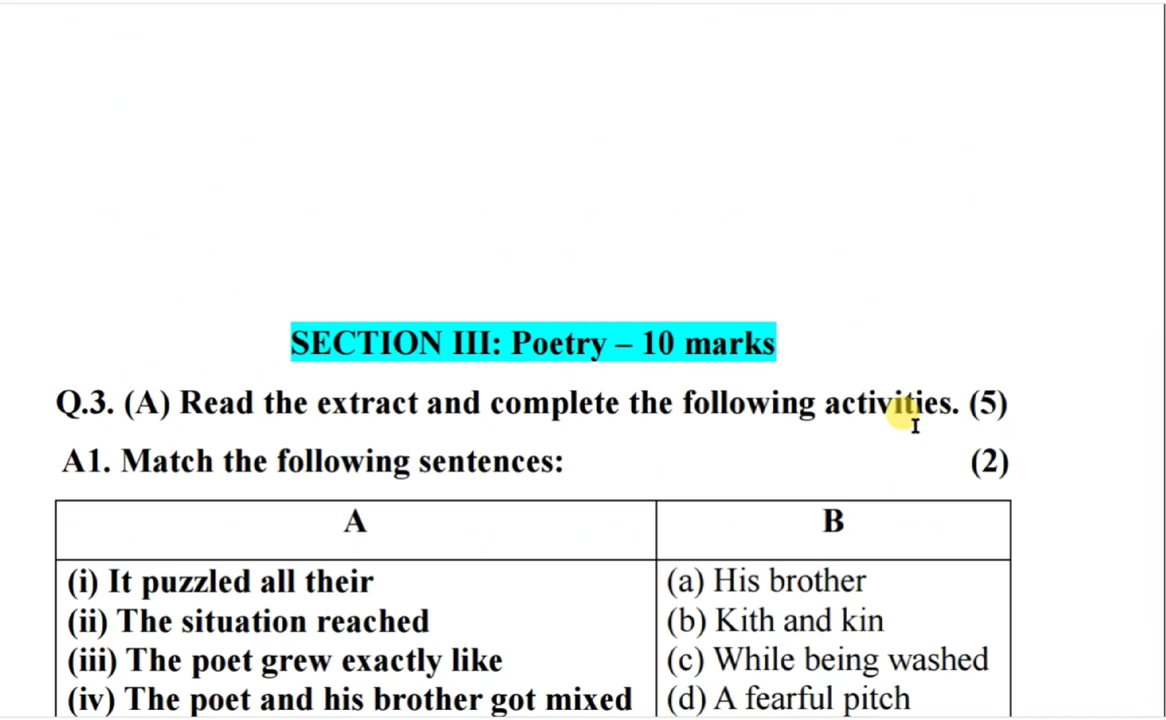 SECTION III: Poetry – 10 marks
Q.3. (A) Read the extract and complete the following activities. (5)
A1. Match the following sentences: (2)
A B
(i) It puzzled all their (a) His brother
(ii) The situation reached (b) Kith and kin
(iii) The poet grew exactly like (c) While being washed
(iv) The poet and his brother got mixed (d) A fearful pitch